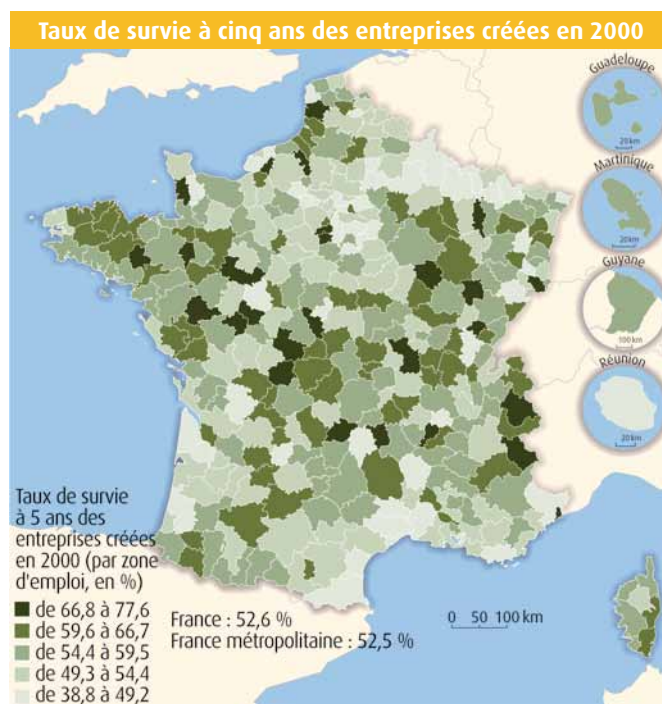 Taux de survie à cinq ans des entreprises créées en 2000
Guadeloupe
20 km
Martinique
20 km
Guyane
100 km
Réunion
20 km
Taux de survie
à 5 ans des
entreprises créées
en 2000 (par zone
d'emploi, en %)
de 66,8 à 77,6
de 59,6 à 66,7
de 54,4 à 59,5
de 49,3 à 54,4
de 38,8 à 49,2
France : 52,6 %
France métropolitaine : 52,5 %
0 50 100 km